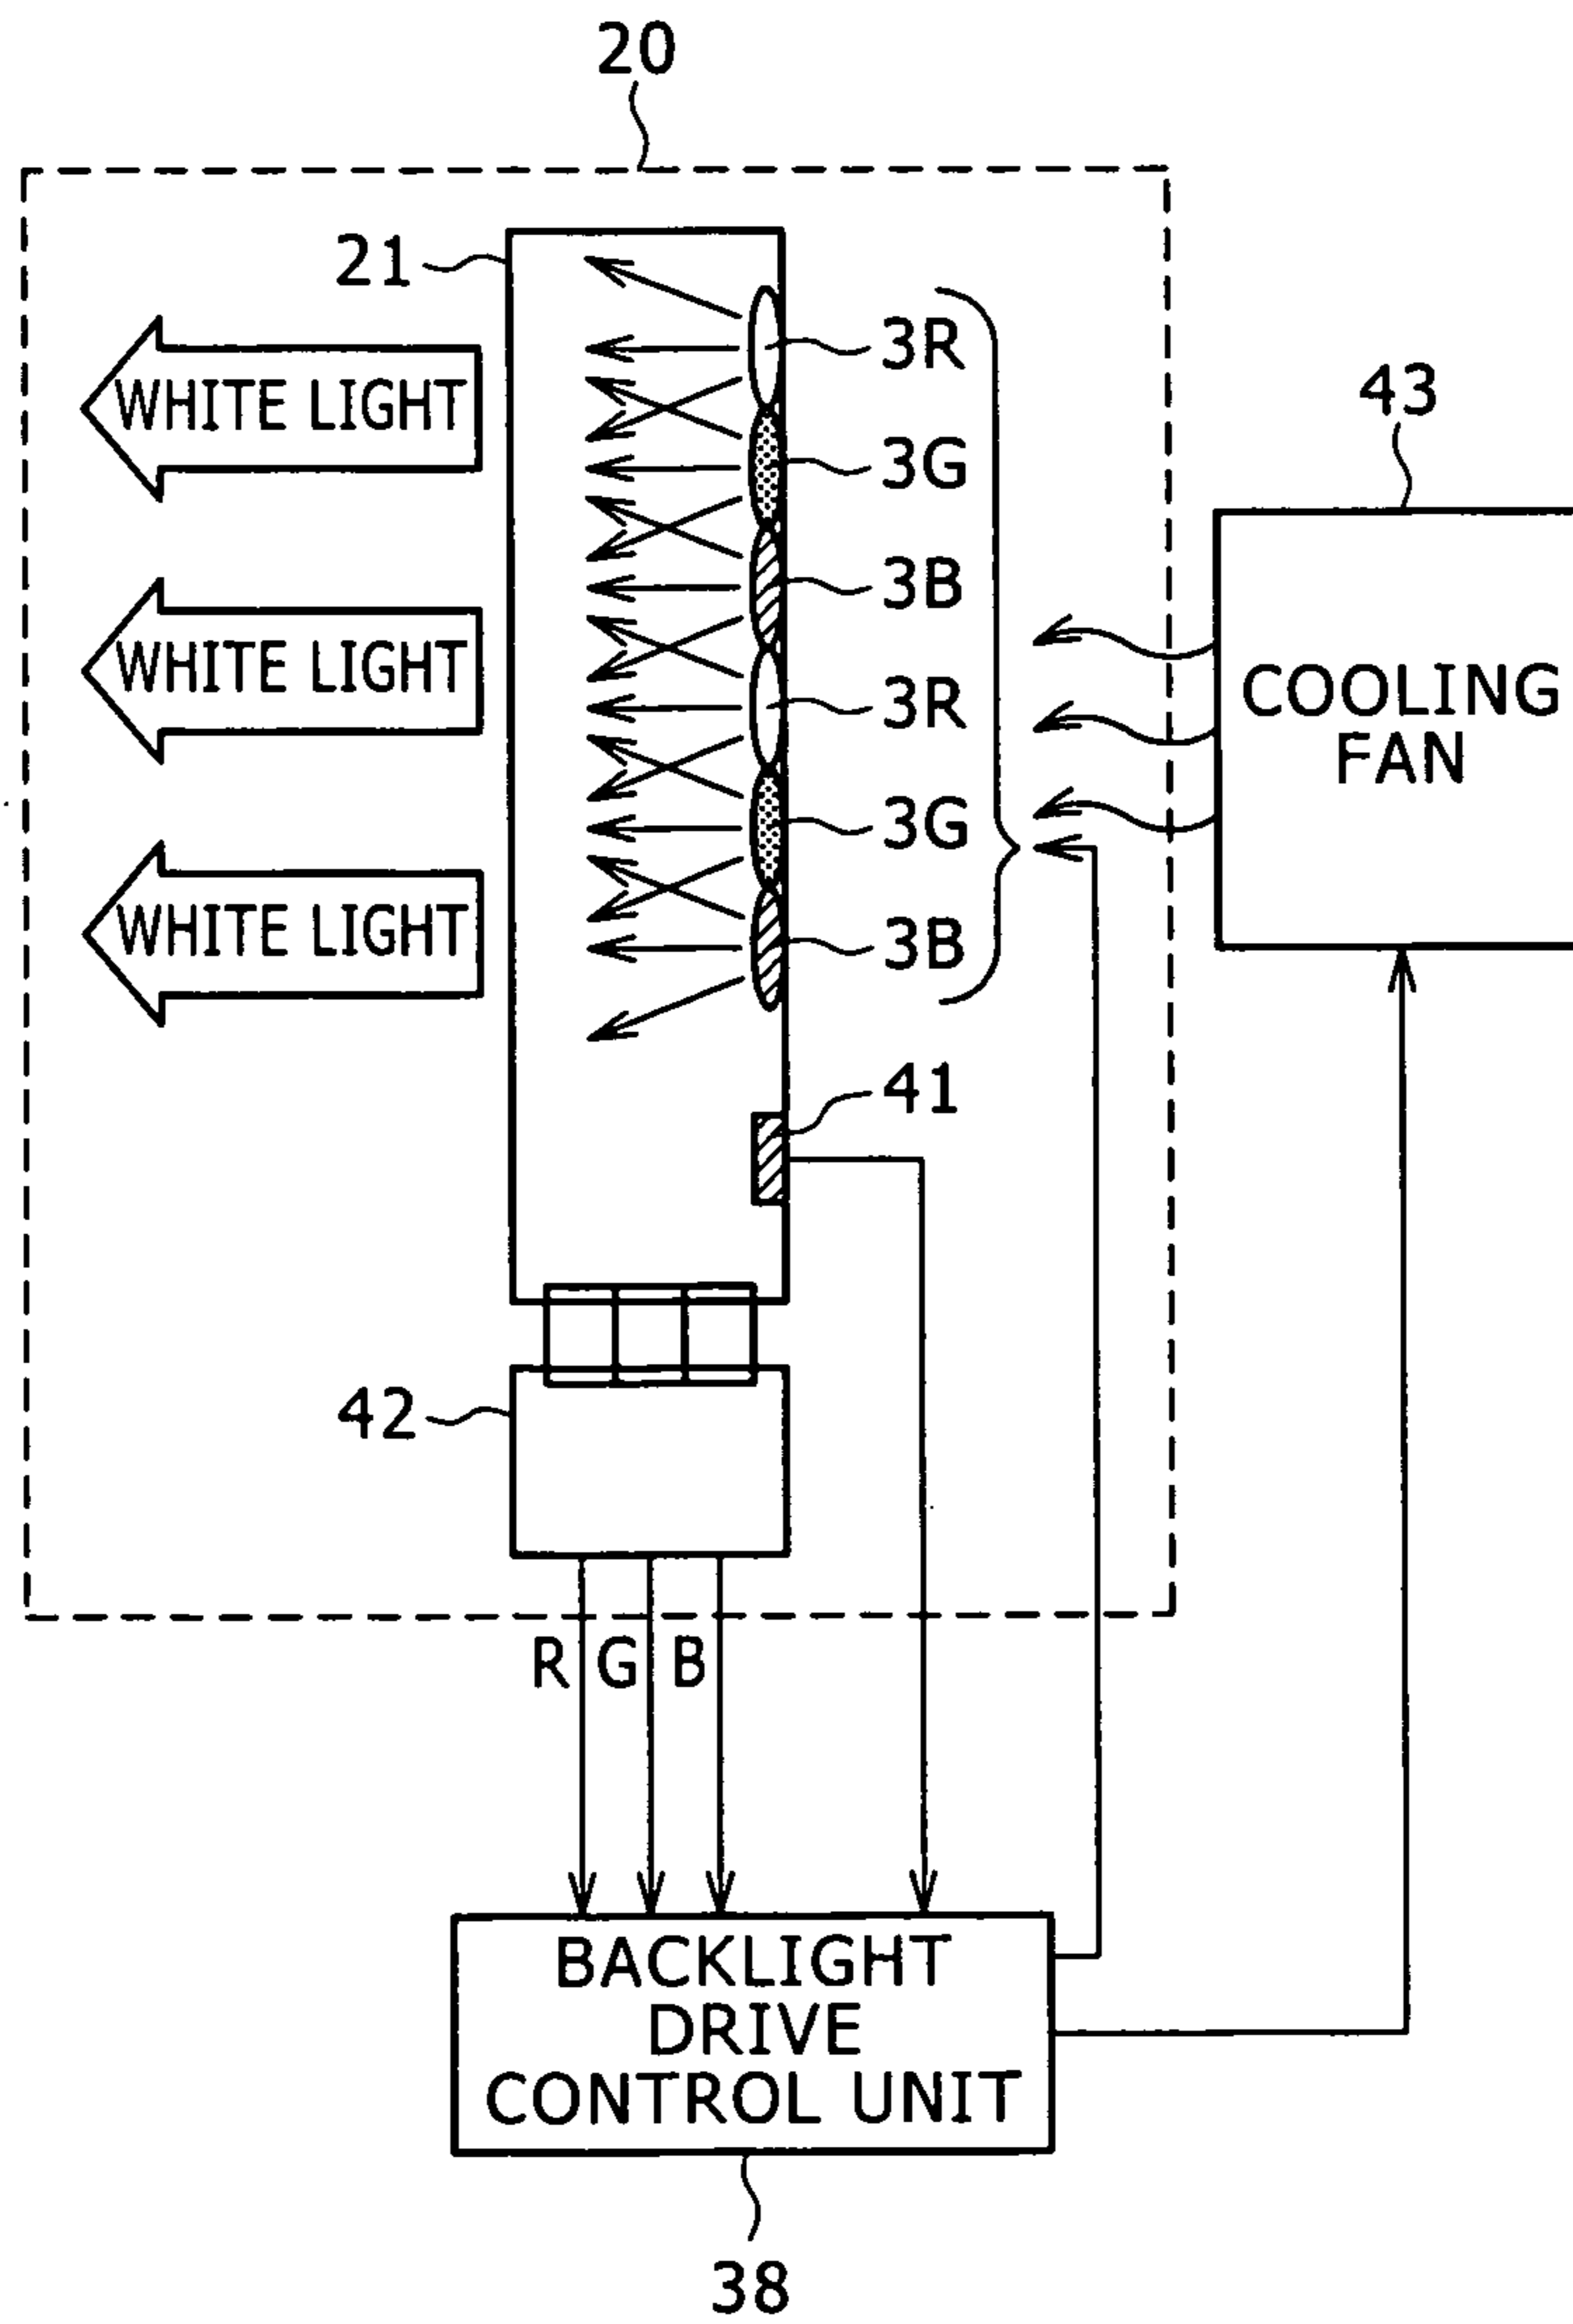 20
21
3R
WHITE LIGHT
43
3G
3B
WHITE LIGHT
3R
COOLING
FAN
3G
WHITE LIGHT
3B
41
42
R G B
BACKLIGHT
DRIVE
CONTROL UNIT
38